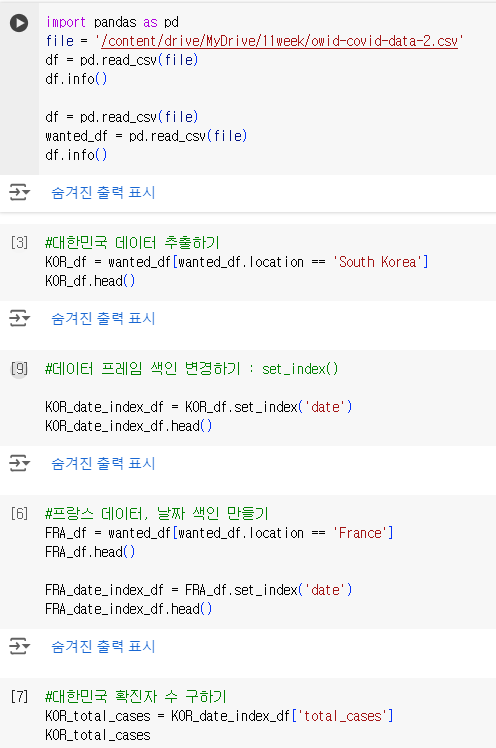 import pandas as pd
file = '/content/drive/MyDrive/11week/owid-covid-data-2.csv'
df = pd.read_csv(file)
df.info()
df = pd.read_csv(file)
wanted_df = pd.read_csv(file)
df.info()
숨겨진 출력 표시
[3] #대한민국 데이터 추출하기
KOR_df = wanted_df[wanted_df.location == 'South Korea']
KOR_df.head()
숨겨진 출력 표시
[9] #데이터 프레임 색인 변경하기 : set_index()
KOR_date_index_df = KOR_df.set_index('date')
KOR_date_index_df.head()
숨겨진 출력 표시
[6] #프랑스 데이터, 날짜 색인 만들기
FRA_df = wanted_df[wanted_df.location == 'France']
FRA_df.head()
FRA_date_index_df = FRA_df.set_index('date')
FRA_date_index_df.head()
숨겨진 출력 표시
[7] #대한민국 확진자 수 구하기
KOR_total_cases = KOR_date_index_df['total_cases']
KOR_total_cases